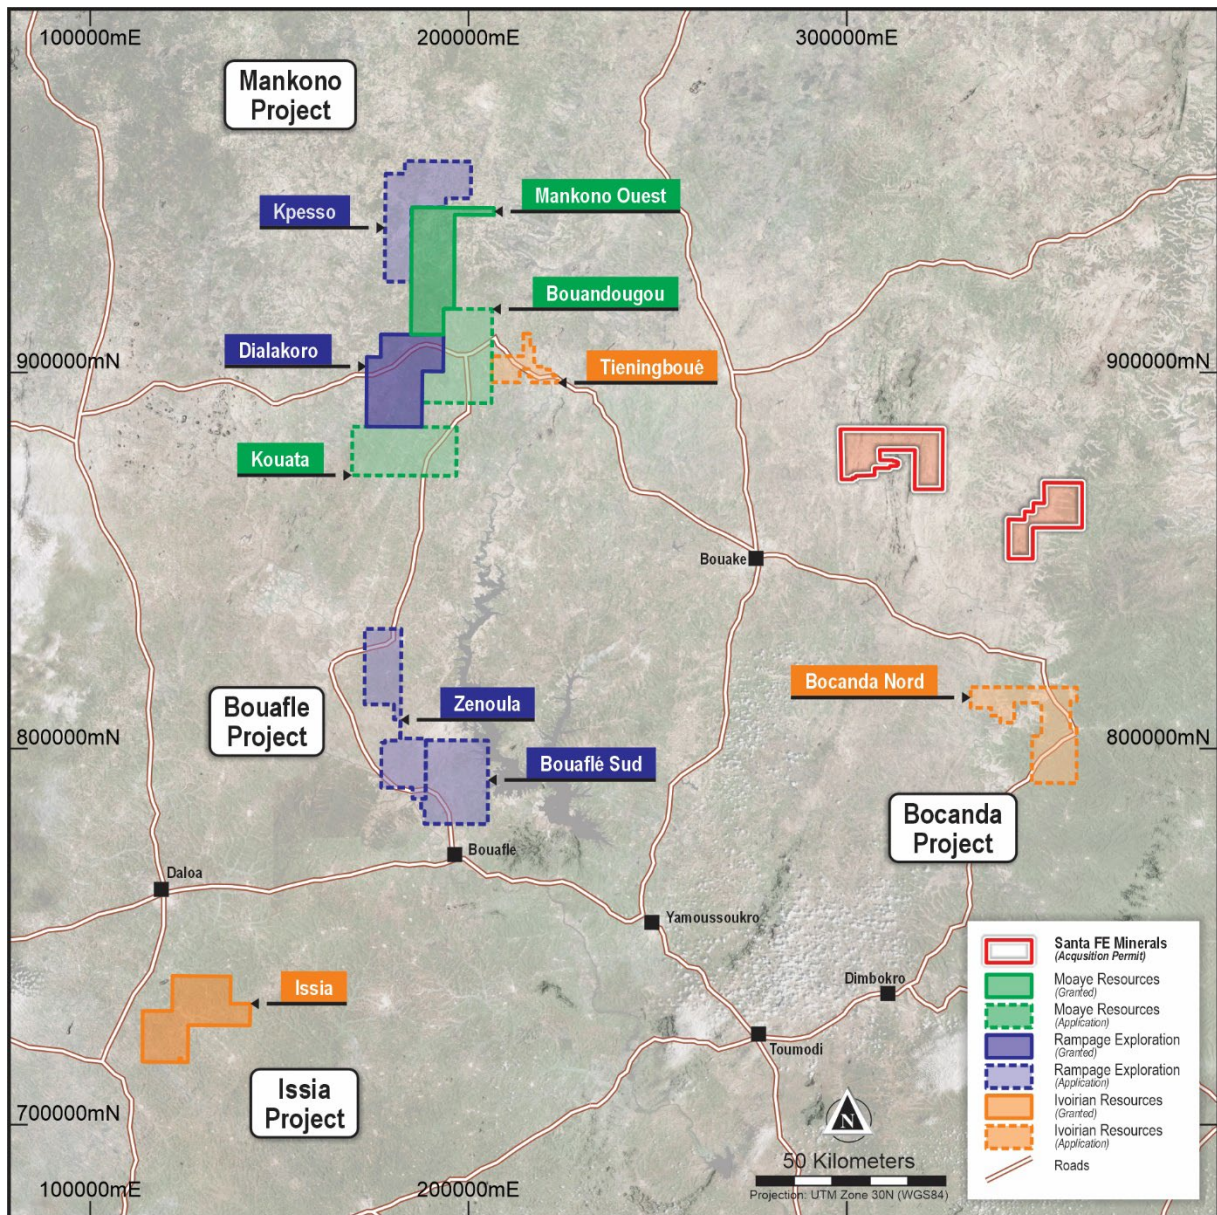 100000mE
200000mE
300000mE
Mankono
Project
Kpesso
Mankono Ouest
Bouandougou
Dialakoro
Tieningboué
900000mN
900000mN
Kouata
Bouake
Bocanda Nord
Bouafle
Project
Zenoula
800000mN
800000mN
Bouaflé Sud
Bocanda
Project
Bouafle
Daloa
Yamoussoukro
Issia
Dimbokro
Toumodi
Issia
Project
700000mN
N
50 Kilometers
Projection: UTM Zone 30N (WGS84)
100000mE
200000mE
Santa FE Minerals
(Acqusition Permit)
Moaye Resources
(Granted)
Moaye Resources
(Application)
Rampage Exploration
(Granted)
Rampage Exploration
(Application)
Ivoirian Resources
(Granted)
Ivoirian Resources
(Application)
Roads